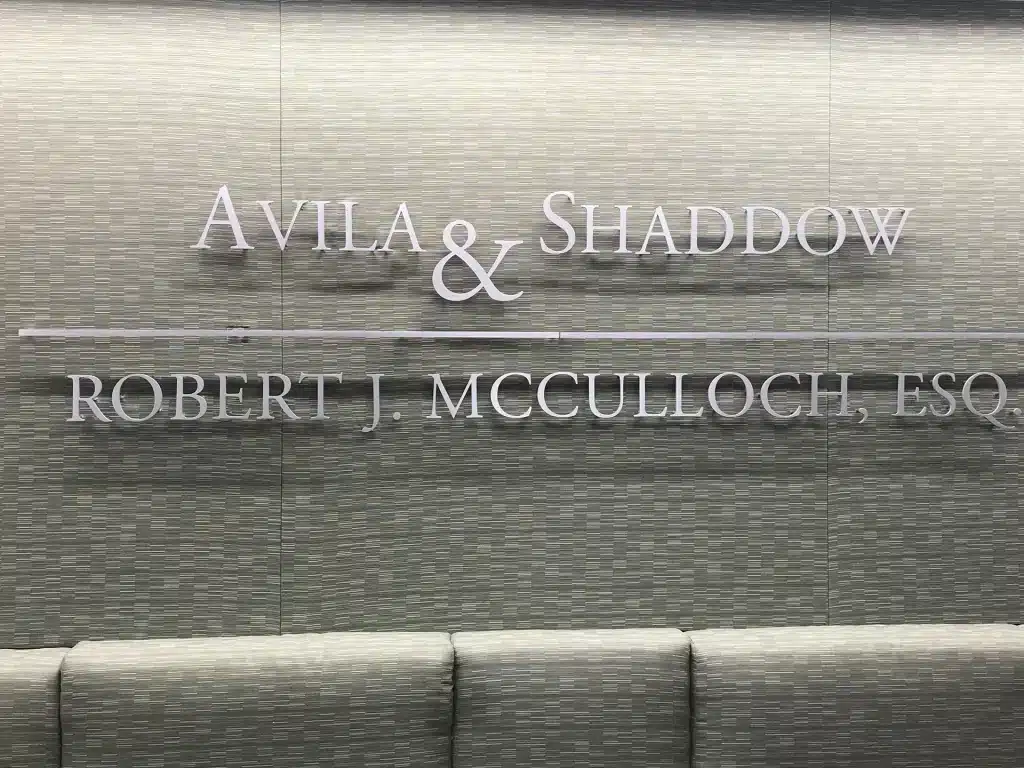 AVILA & SHADDOW
ROBERT J. MCCULLOCH, ESQ.